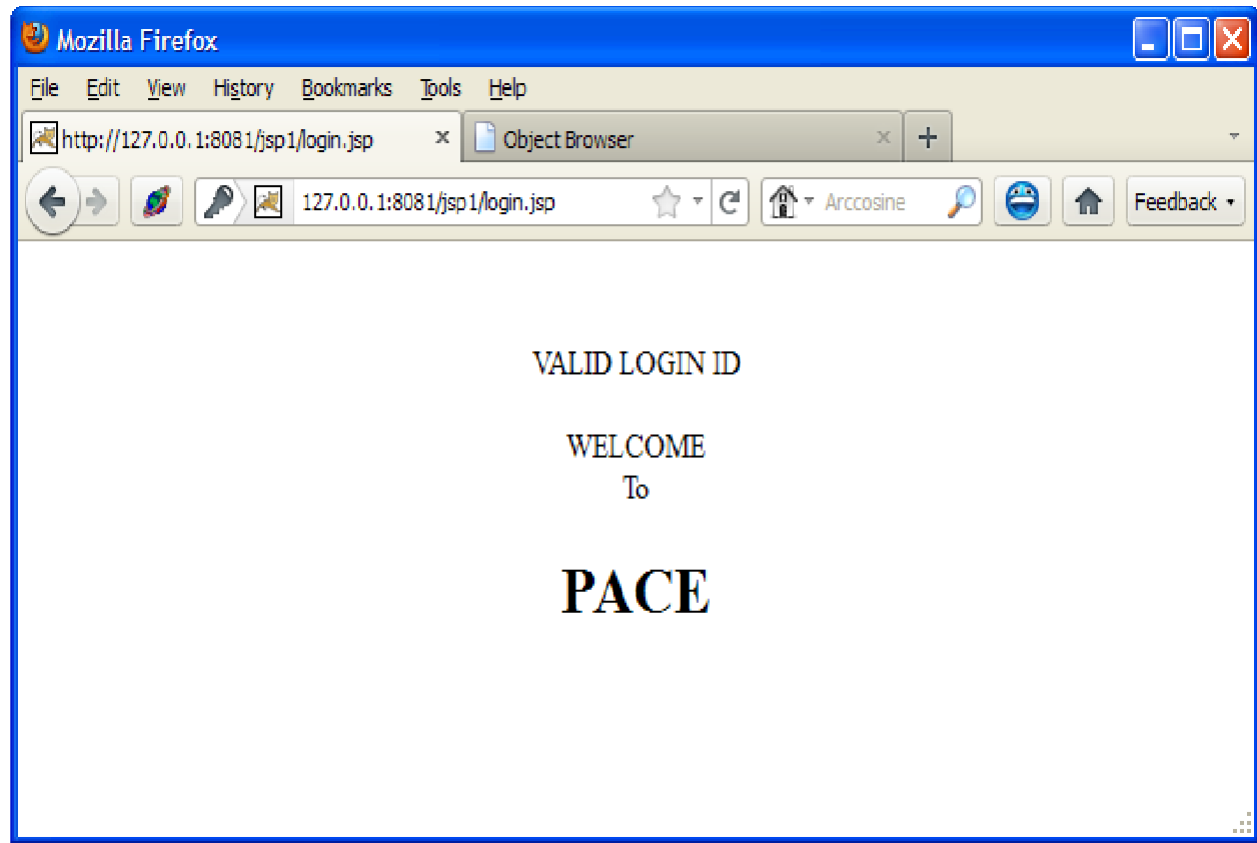 Mozilla Firefox
File Edit View History Bookmarks Tools Help
http://127.0.0.1:8081/jsp1/login.jsp Object Browser
127.0.0.1:8081/jsp1/login.jsp Arccosine Feedback
VALID LOGIN ID
WELCOME
To
PACE